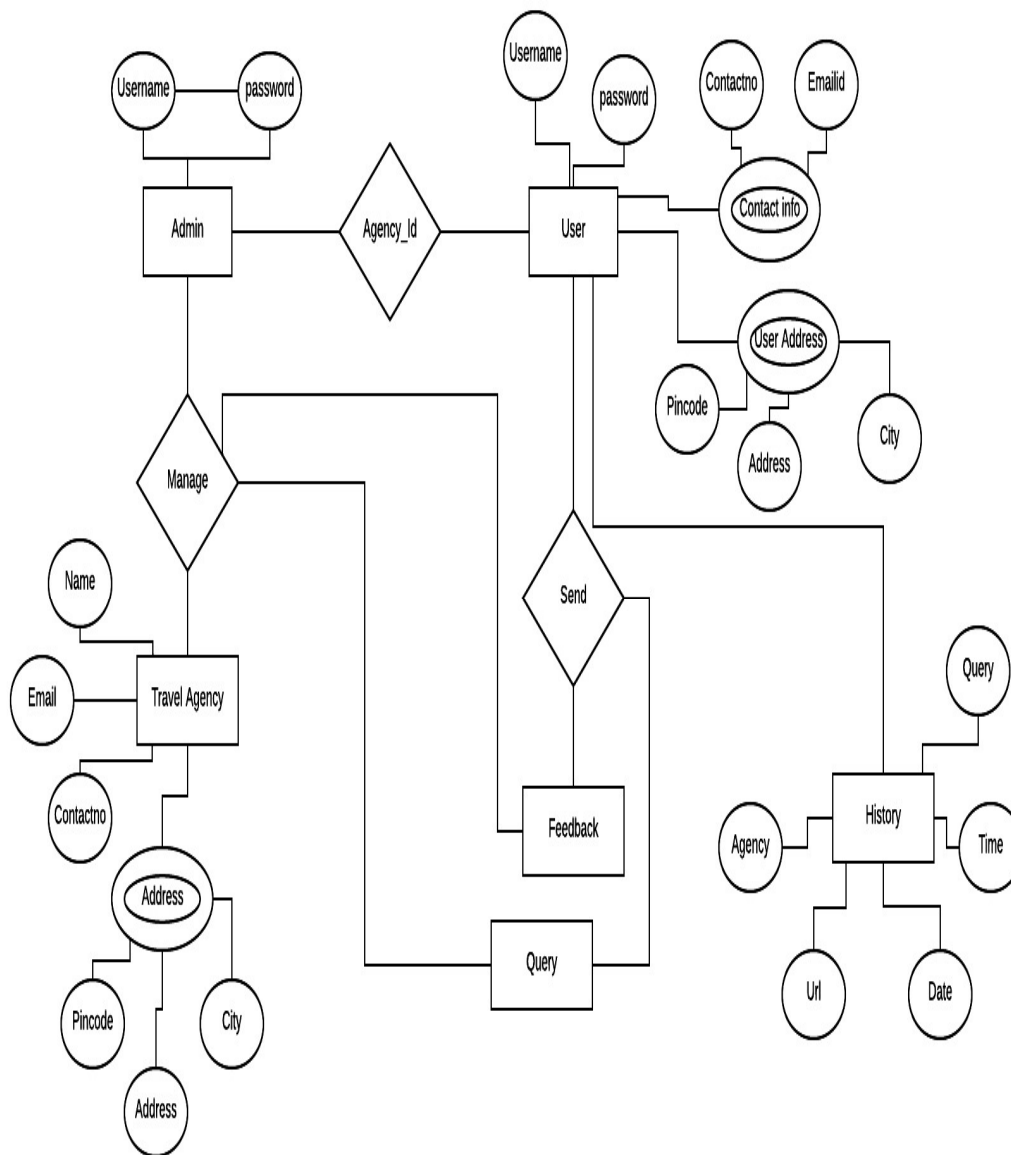 Username
password
Username
password
Contactno
Emailid
Admin
Agency_Id
User
Contact info
User Address
Pincode
Address
City
Manage
Send
Name
Email
Travel Agency
Contactno
Address
Pincode
City
Address
Feedback
Query
Query
History
Agency
Time
Url
Date